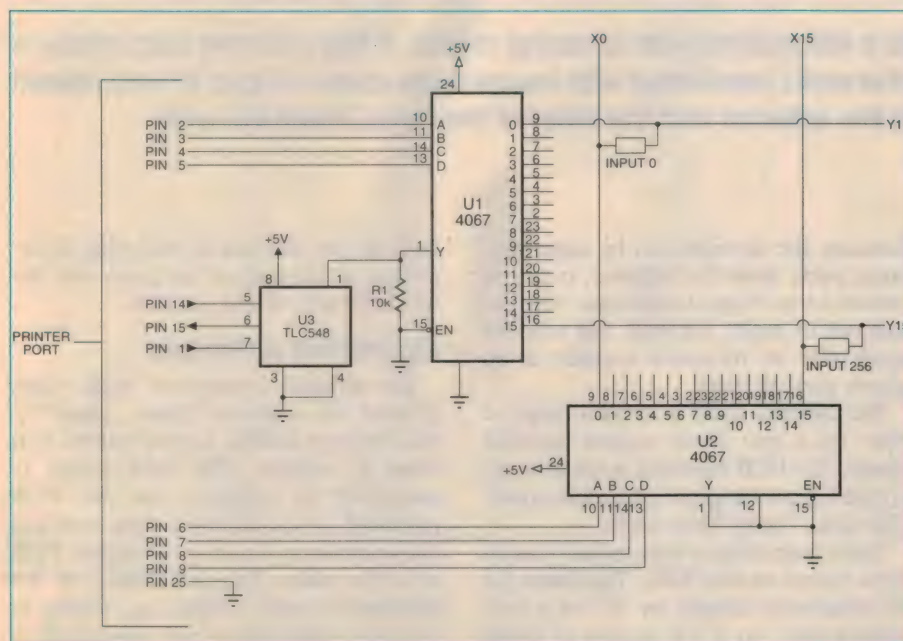 X0 X15
+5V
24
PIN 2 10 A 0 9 Y1
PIN 3 11 B 1 8
PIN 4 14 C 2 7
PIN 5 13 D 3 6
4 5
5 4
6 3
7 2
8 23
9 22
10 21
11 20
12 19
13 18
14 17
15 16
U1
4067
1 Y
15 EN
INPUT 0
+5V
8 1
R1
10k
PIN 14 5
PIN 15 6
PIN 1 7
U3
TLC548
3 4
PRINTER
PORT
INPUT 256
9 8 7 6 5 4 3 2 23 22 21 20 19 18 17 16
0 1 2 3 4 5 6 7 8 9 10 11 12 13 14 15
U2
4067
+5V 24
A B C D Y EN
10 11 14 13 1 12 15
PIN 6
PIN 7
PIN 8
PIN 9
PIN 25